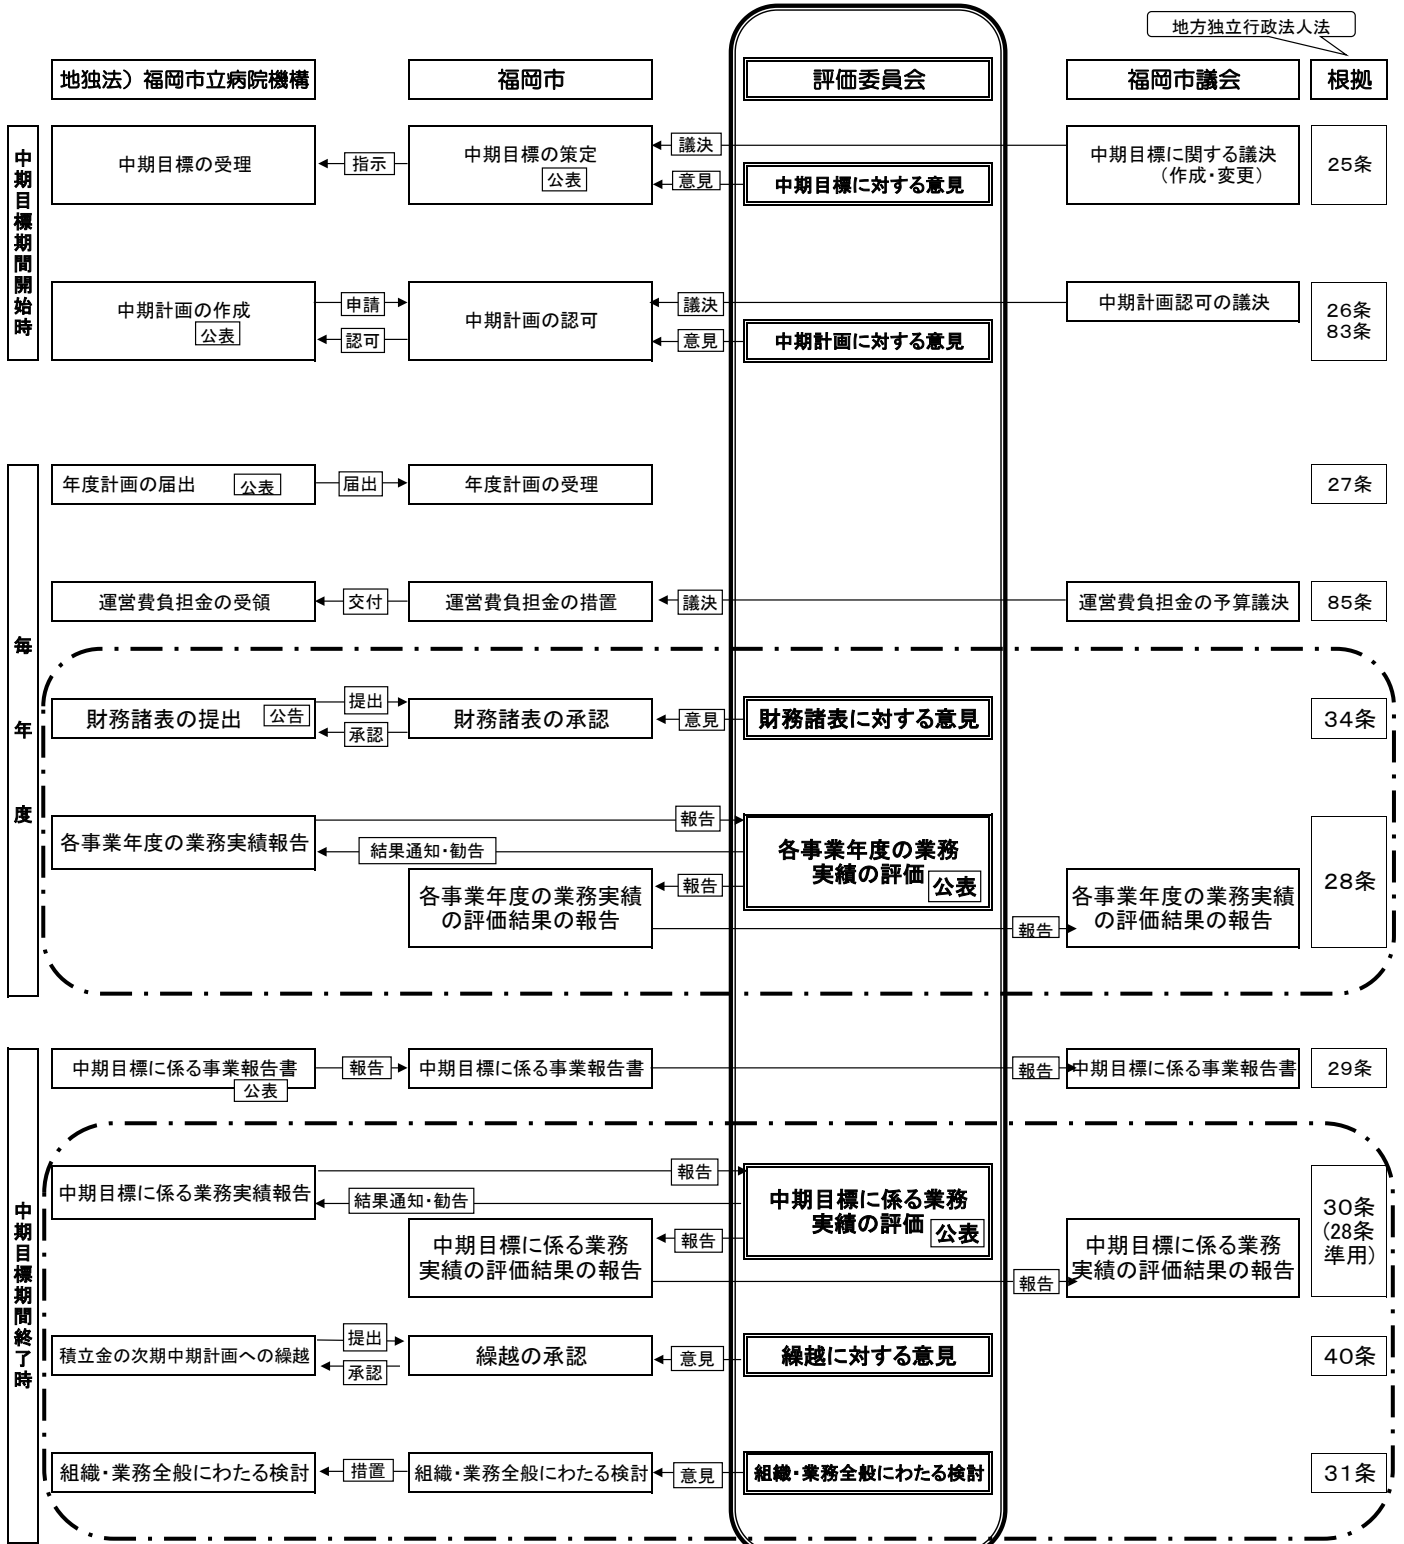 地方独立行政法人法
地独法）福岡市立病院機構
福岡市
評価委員会
福岡市議会
根拠
中期目標期間開始時
中期目標の受理
指示
中期目標の策定
公表
議決
意見
中期目標に対する意見
中期目標に関する議決
（作成・変更）
25条
中期計画の作成
公表
申請
認可
中期計画の認可
議決
意見
中期計画に対する意見
中期計画認可の議決
26条
83条
毎年度
年度計画の届出
公表
届出
年度計画の受理
27条
運営費負担金の受領
交付
運営費負担金の措置
議決
運営費負担金の予算議決
85条
財務諸表の提出
公告
提出
承認
財務諸表の承認
意見
財務諸表に対する意見
34条
各事業年度の業務実績報告
報告
結果通知・勧告
各事業年度の業務
実績の評価
公表
報告
各事業年度の業務実績
の評価結果の報告
報告
各事業年度の業務実績
の評価結果の報告
28条
中期目標期間終了時
中期目標に係る事業報告書
公表
報告
中期目標に係る事業報告書
報告
中期目標に係る事業報告書
29条
中期目標に係る業務実績報告
報告
結果通知・勧告
中期目標に係る業務
実績の評価
公表
報告
中期目標に係る業務
実績の評価結果の報告
報告
中期目標に係る業務
実績の評価結果の報告
30条
（28条
準用）
積立金の次期中期計画への繰越
提出
承認
繰越の承認
意見
繰越に対する意見
40条
組織・業務全般にわたる検討
措置
組織・業務全般にわたる検討
意見
組織・業務全般にわたる検討
31条